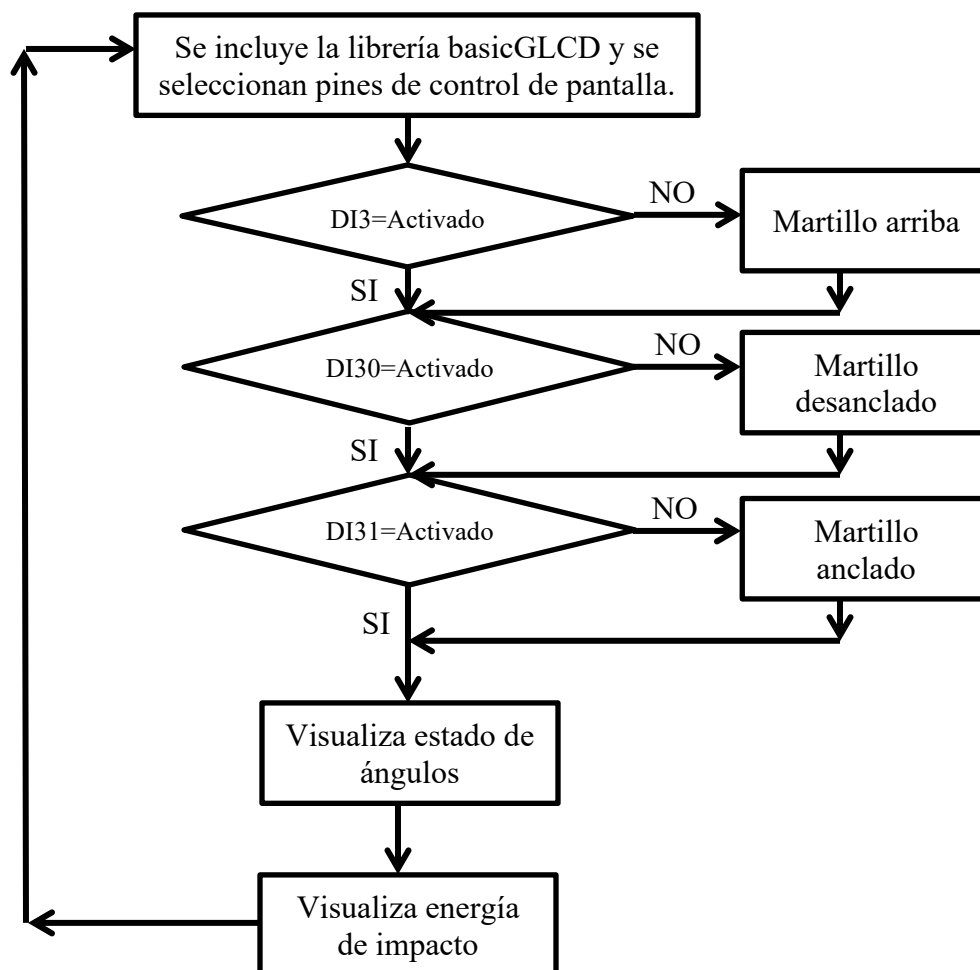 Se incluye la librería basicGLCD y se
seleccionan pines de control de pantalla.
DI3=Activado
NO
Martillo arriba
SI
DI30=Activado
NO
Martillo
desanclado
SI
DI31=Activado
NO
Martillo
anclado
SI
Visualiza estado de
ángulos
Visualiza energía
de impacto